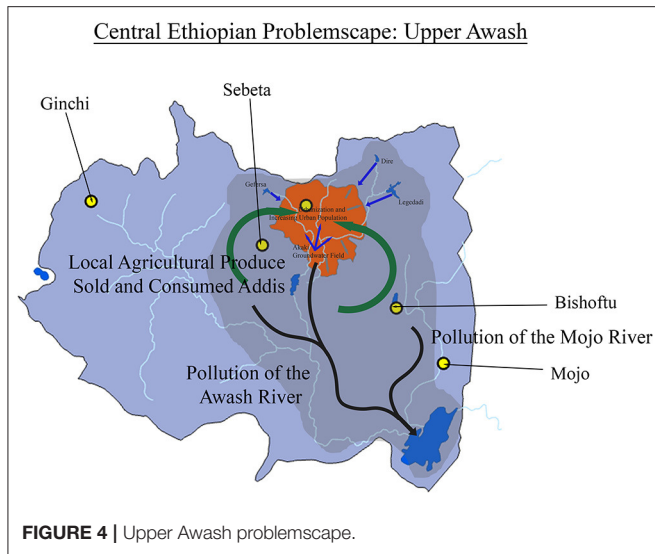 Central Ethiopian Problemscape: Upper Awash
Sebeta
Ginchi
Dire
Gefersa
Legedadi
Urbanization and
Increasing Urban Population
Akaki
Groundwater Field
Local Agricultural Produce
Sold and Consumed Addis
Bishoftu
Pollution of the Mojo River
Mojo
Pollution of the
Awash River
FIGURE 4 | Upper Awash problemscape.